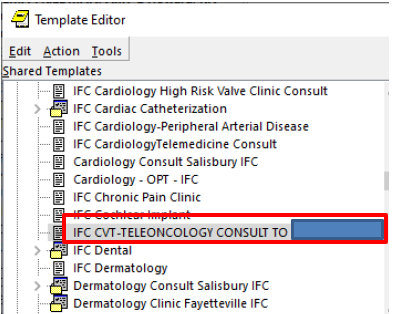 Template Editor
Edit Action Tools
Shared Templates
IFC Cardiology High Risk Valve Clinic Consult
IFC Cardiac Catheterization
IFC Cardiology-Peripheral Arterial Disease
IFC CardiologyTelemedicine Consult
Cardiology Consult Salisbury IFC
Cardiology - OPT - IFC
IFC Chronic Pain Clinic
IFC Cochlear Implant
IFC CVT-TELEONCOLOGY CONSULT TO
IFC Dental
IFC Dermatology
Dermatology Consult Salisbury IFC
Dermatology Clinic Fayetteville IFC